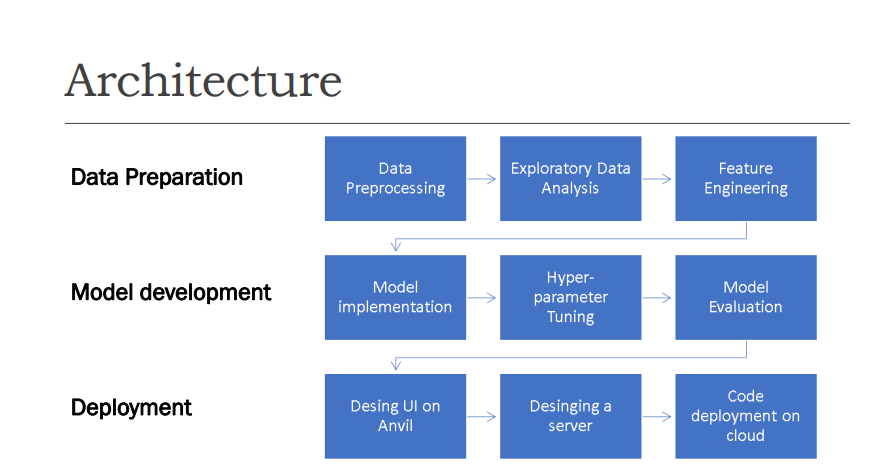 Architecture
Data Preparation
Data
Preprocessing
Exploratory Data
Analysis
Feature
Engineering
Model development
Model
implementation
Hyper-
parameter
Tuning
Model
Evaluation
Deployment
Desing UI on
Anvil
Desinging a
server
Code
deployment on
cloud